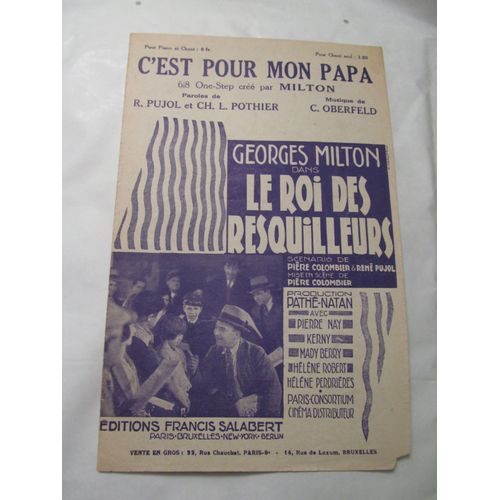 Pour Piano et Chant : 6 fr.
Pour Chant seul : 1.50
C'EST POUR MON PAPA
6/8 One-Step créé par MILTON
Paroles de
R. PUJOL et CH. L. POTHIER
Musique de
C. OBERFELD
GEORGES MILTON
DANS
LE ROI DES
RESQUILLEURS
SCENARIO DE
PIÈRE COLOMBIER & RENÉ PUJOL
MISE EN SCÈNE DE
PIÈRE COLOMBIER
PRODUCTION
PATHÉ-NATAN
AVEC
PIERRE NAY
KERNY
MADY BERRY
HÉLÈNE ROBERT
HÉLÈNE PERDRIÈRES
PARIS-CONSORTIUM
CINÉMA DISTRIBUTEUR
EDITIONS FRANCIS SALABERT
PARIS-BRUXELLES-NEW-YORK-BERLIN
VENTE EN GROS : 22, Rue Chauchat, PARIS-9e - 14, Rue de Loxum, BRUXELLES